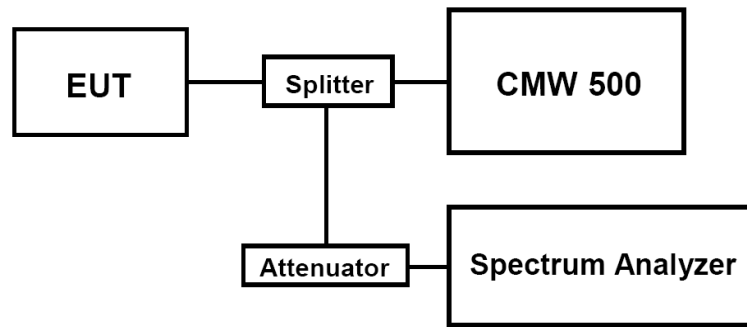 EUT
Splitter
CMW 500
Attenuator
Spectrum Analyzer